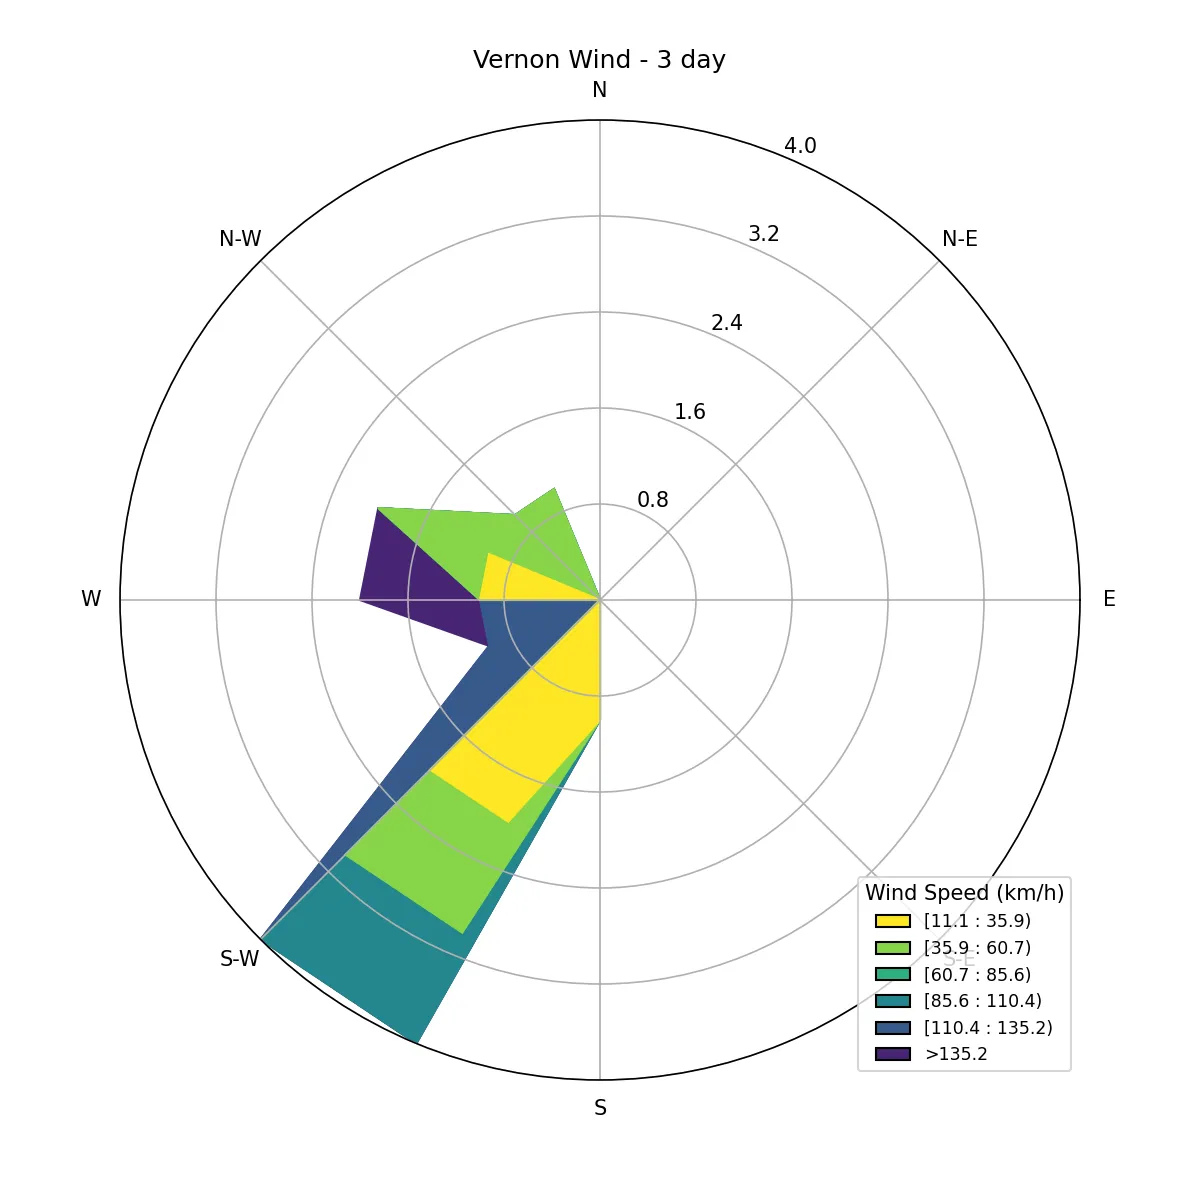 Vernon Wind - 3 day
N
4.0
N-W
3.2
N-E
2.4
1.6
0.8
W
E
S-W
S-E
S
Wind Speed (km/h)
[11.1 : 35.9)
[35.9 : 60.7)
[60.7 : 85.6)
[85.6 : 110.4)
[110.4 : 135.2)
>135.2